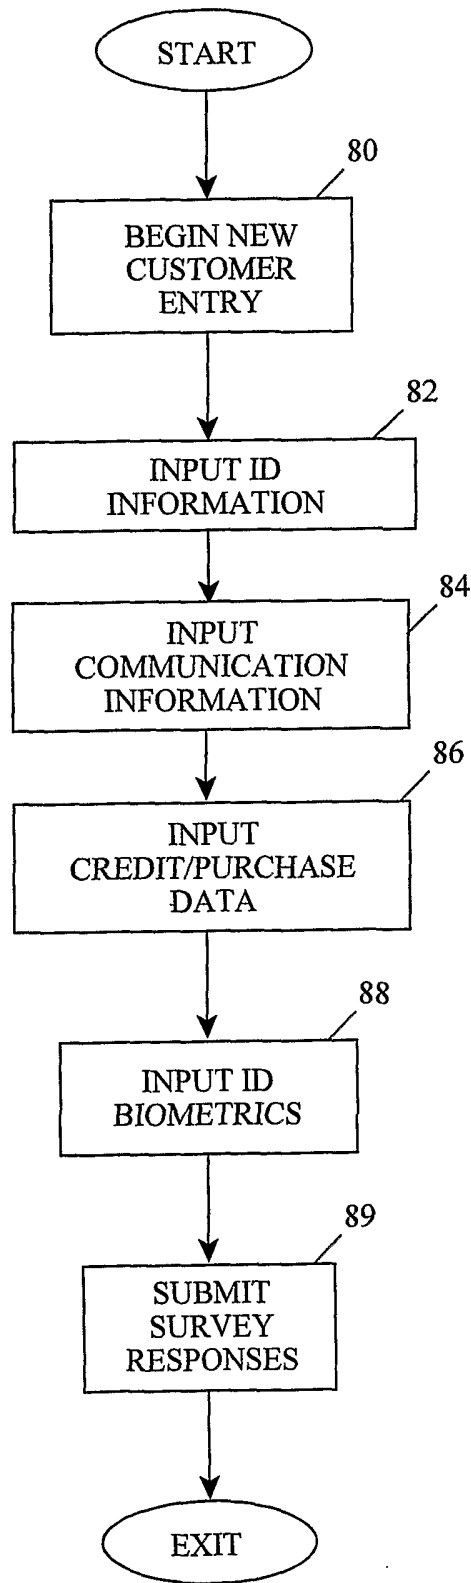 START
80
BEGIN NEW
CUSTOMER
ENTRY
82
INPUT ID
INFORMATION
84
INPUT
COMMUNICATION
INFORMATION
86
INPUT
CREDIT/PURCHASE
DATA
88
INPUT ID
BIOMETRICS
89
SUBMIT
SURVEY
RESPONSES
EXIT